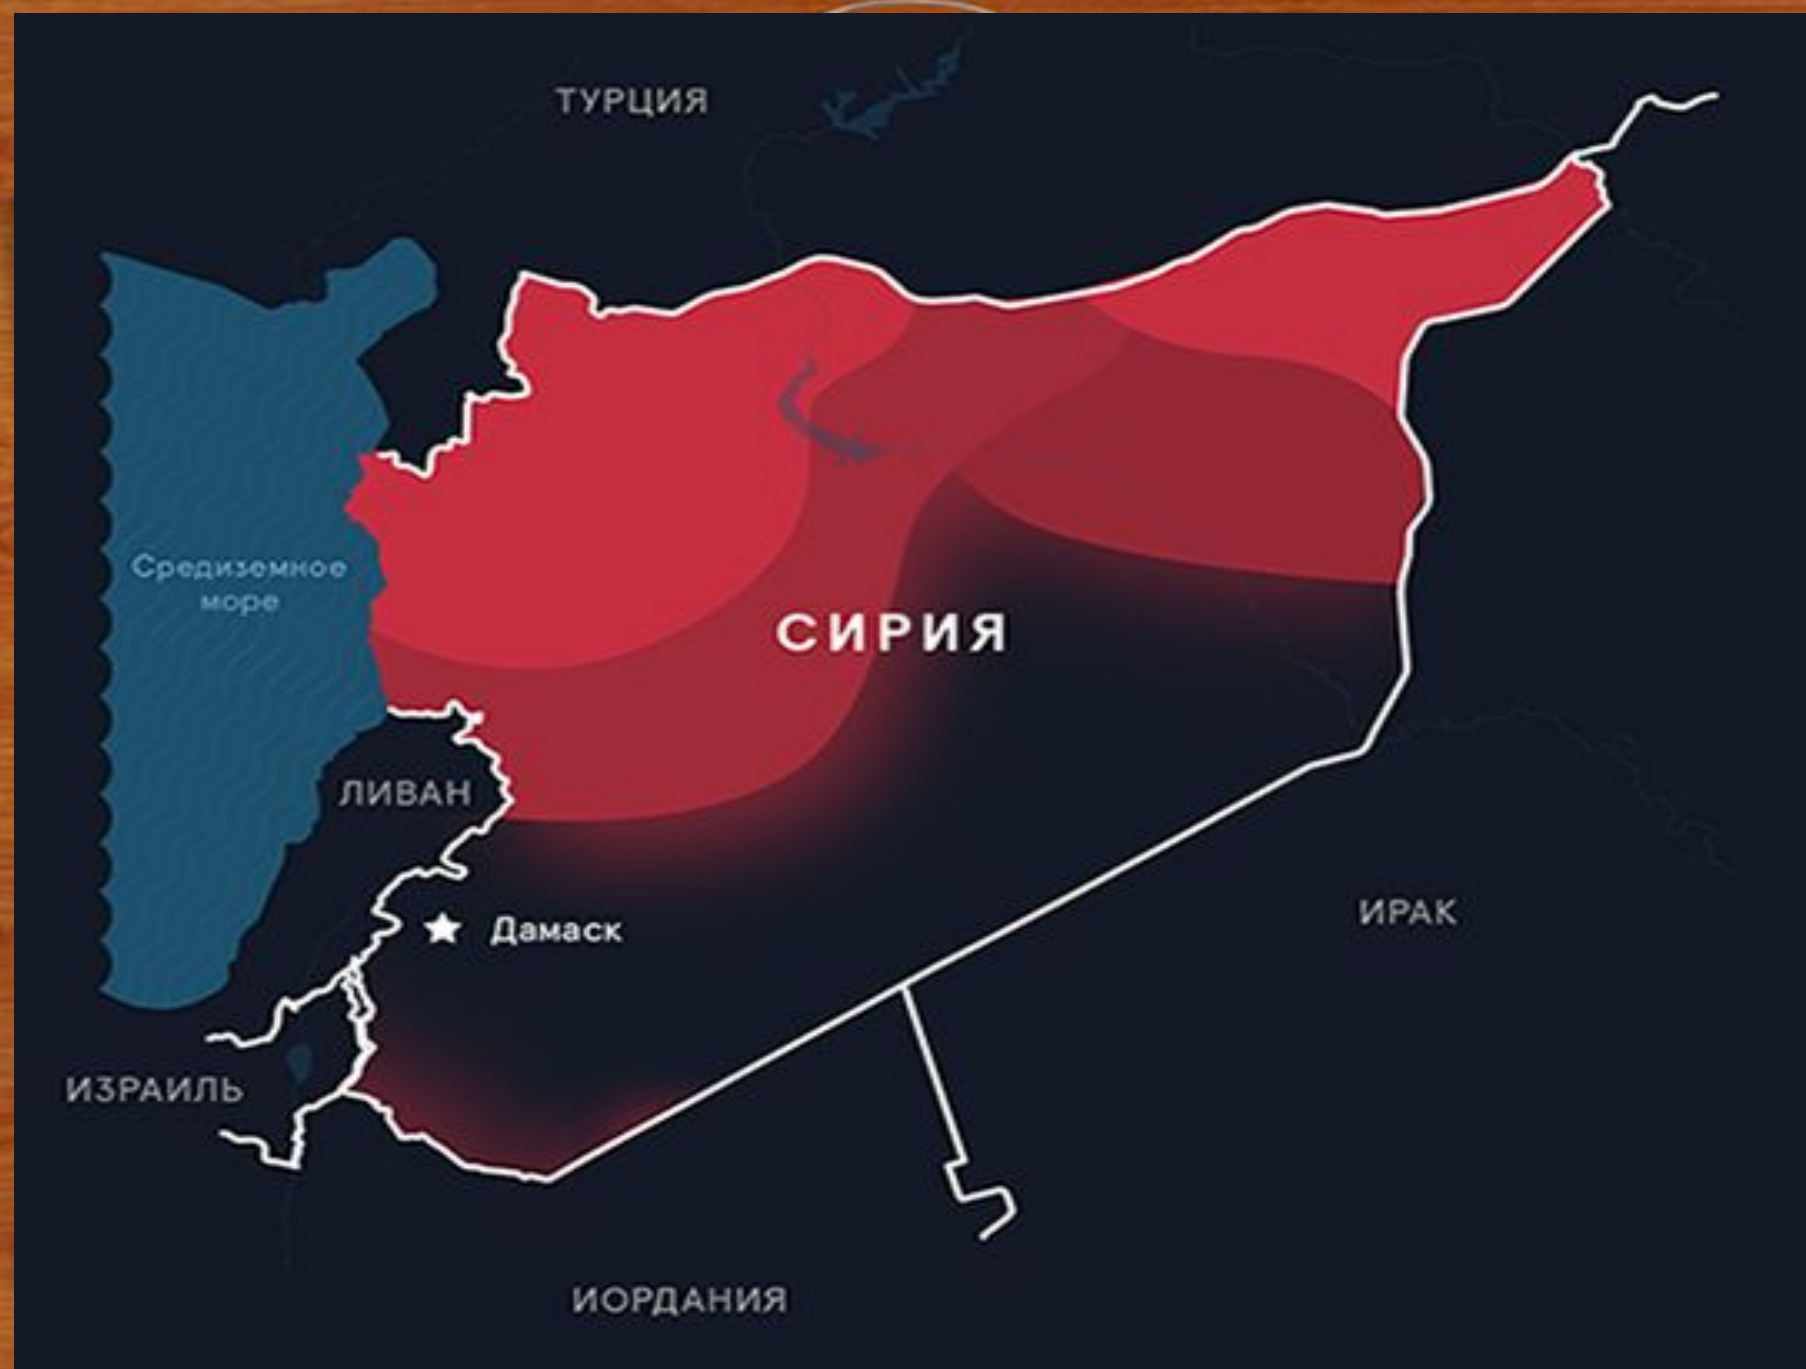 ТУРЦИЯ
Средиземное
море
СИРИЯ
ЛИВАН
ИРАК
Дамаск
ИЗРАИЛЬ
ИОРДАНИЯ